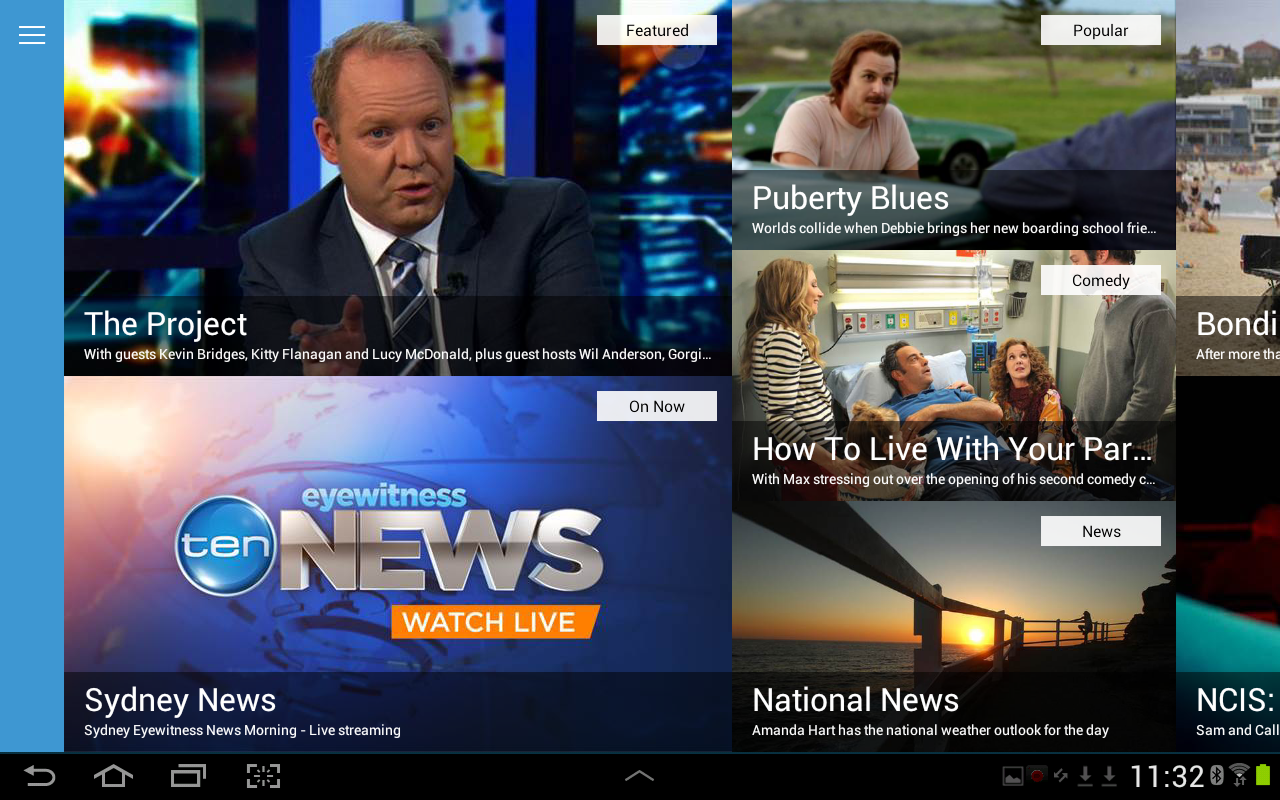 Featured
The Project
With guests Kevin Bridges, Kitty Flanagan and Lucy McDonald, plus guest hosts Wil Anderson, Gorgi...
On Now
eyewitness
ten NEWS
WATCH LIVE
Sydney News
Sydney Eyewitness News Morning - Live streaming
Popular
Puberty Blues
Worlds collide when Debbie brings her new boarding school frie...
Comedy
How To Live With Your Par...
With Max stressing out over the opening of his second comedy c...
News
National News
Amanda Hart has the national weather outlook for the day
Bondi
After more tha
NCIS:
Sam and Call
11:32